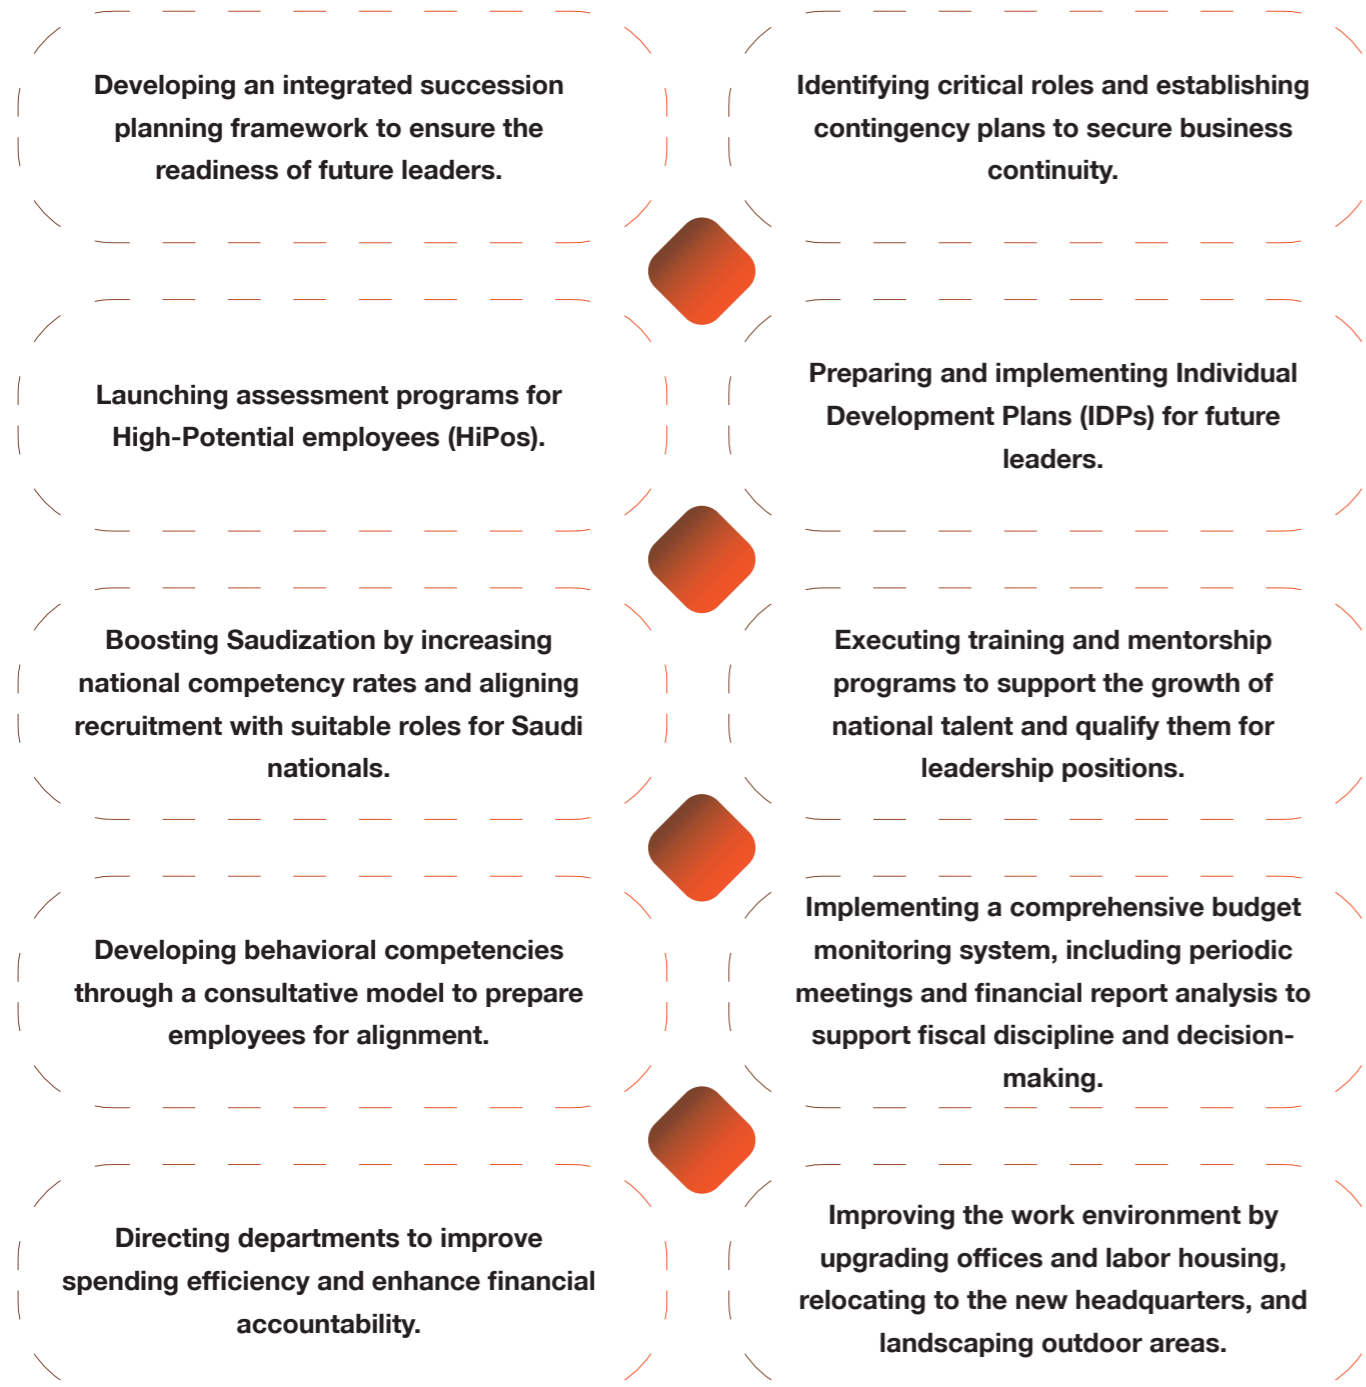 Developing an integrated succession
planning framework to ensure the
readiness of future leaders.
Identifying critical roles and establishing
contingency plans to secure business
continuity.
Launching assessment programs for
High-Potential employees (HiPos).
Preparing and implementing Individual
Development Plans (IDPs) for future
leaders.
Boosting Saudization by increasing
national competency rates and aligning
recruitment with suitable roles for Saudi
nationals.
Executing training and mentorship
programs to support the growth of
national talent and qualify them for
leadership positions.
Developing behavioral competencies
through a consultative model to prepare
employees for alignment.
Implementing a comprehensive budget
monitoring system, including periodic
meetings and financial report analysis to
support fiscal discipline and decision-
making.
Directing departments to improve
spending efficiency and enhance financial
accountability.
Improving the work environment by
upgrading offices and labor housing,
relocating to the new headquarters, and
landscaping outdoor areas.